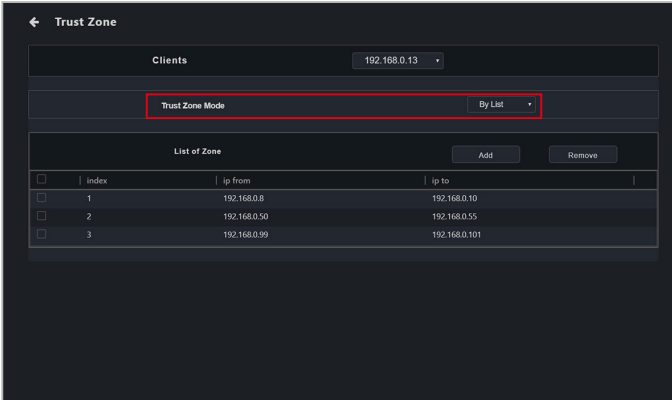 Trust Zone
Clients 192.168.0.13
Trust Zone Mode By List
List of Zone Add Remove
index ip from ip to
1 192.168.0.8 192.168.0.10
2 192.168.0.50 192.168.0.55
3 192.168.0.99 192.168.0.101